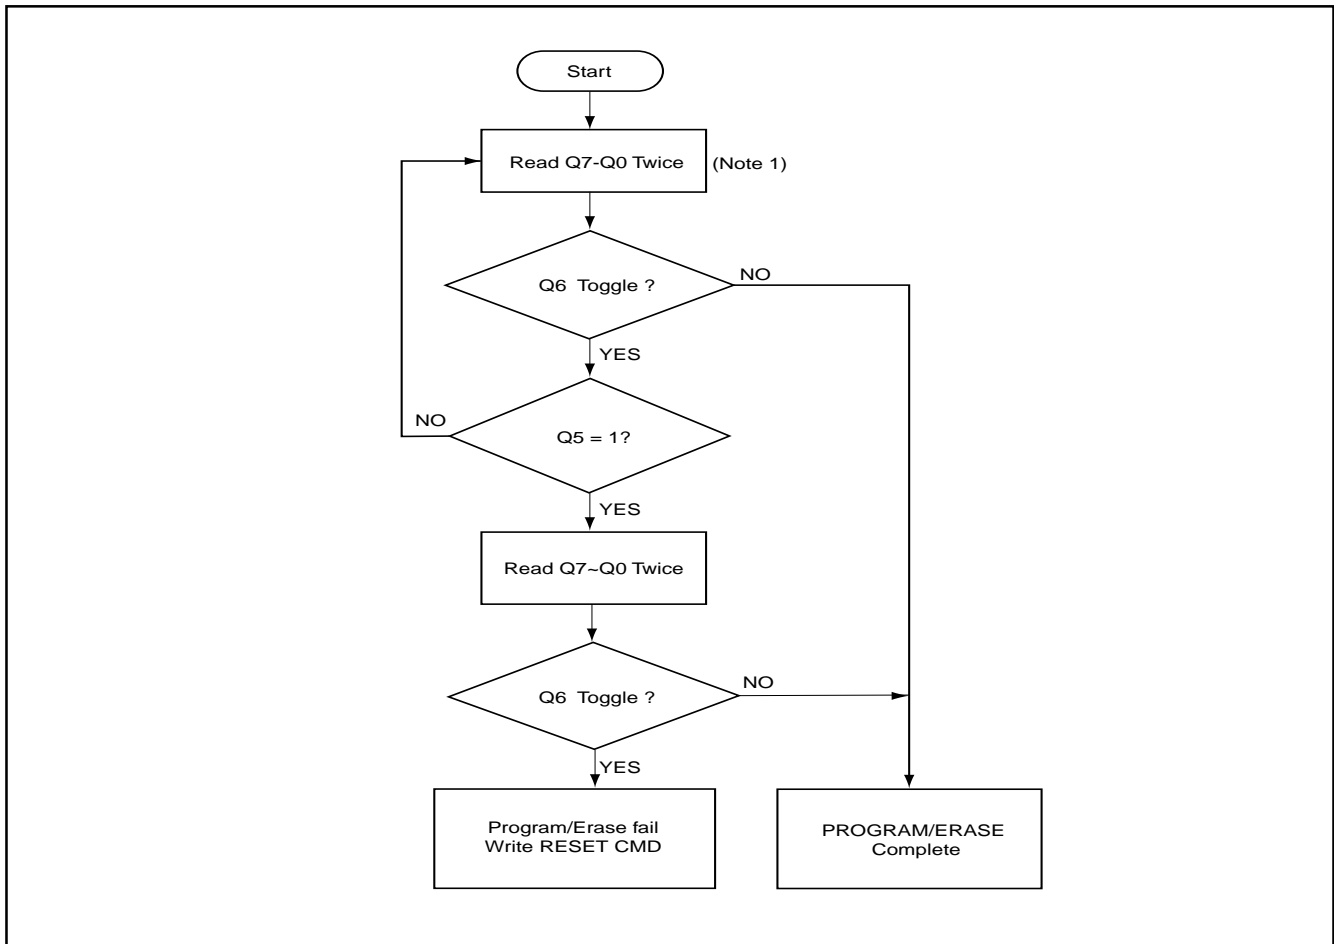 Start
Read Q7-Q0 Twice
(Note 1)
Q6 Toggle ?
NO
YES
NO
Q5 = 1?
YES
Read Q7~Q0 Twice
Q6 Toggle ?
NO
YES
Program/Erase fail
Write RESET CMD
PROGRAM/ERASE
Complete